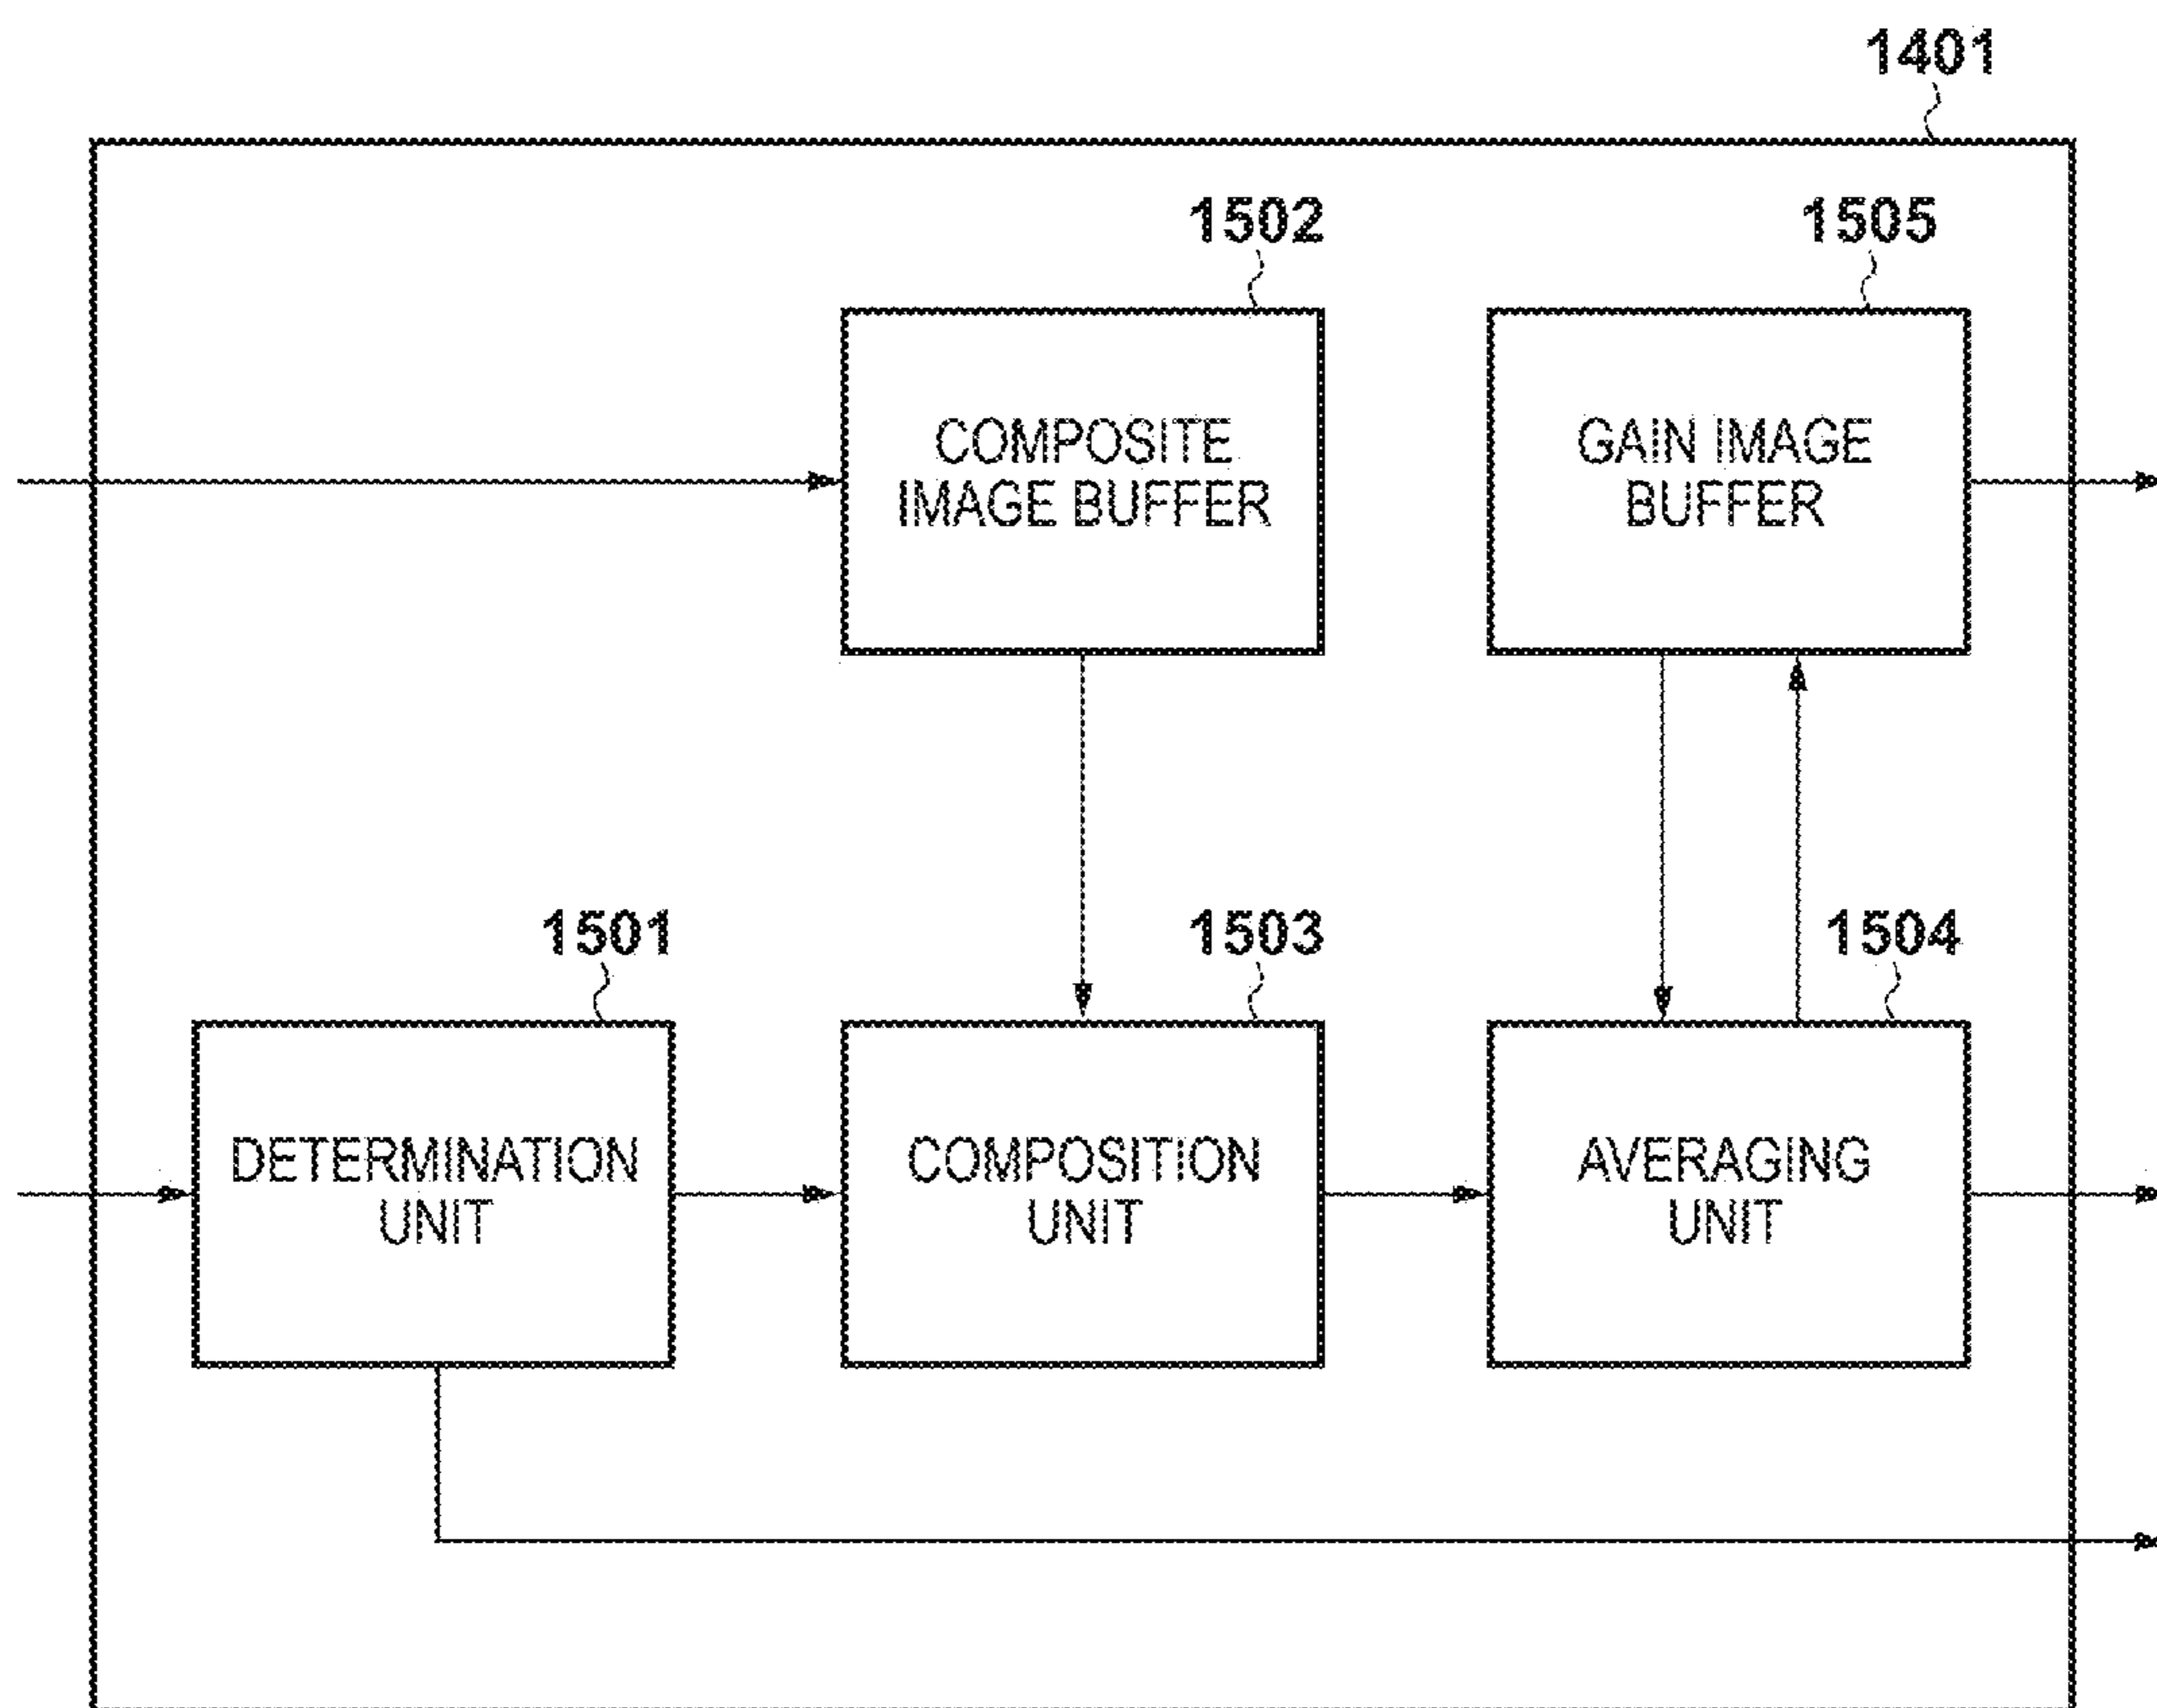 1401
1502
1505
COMPOSITE
IMAGE BUFFER
GAIN IMAGE
BUFFER
1501
1503
1504
DETERMINATION
UNIT
COMPOSITION
UNIT
AVERAGING
UNIT